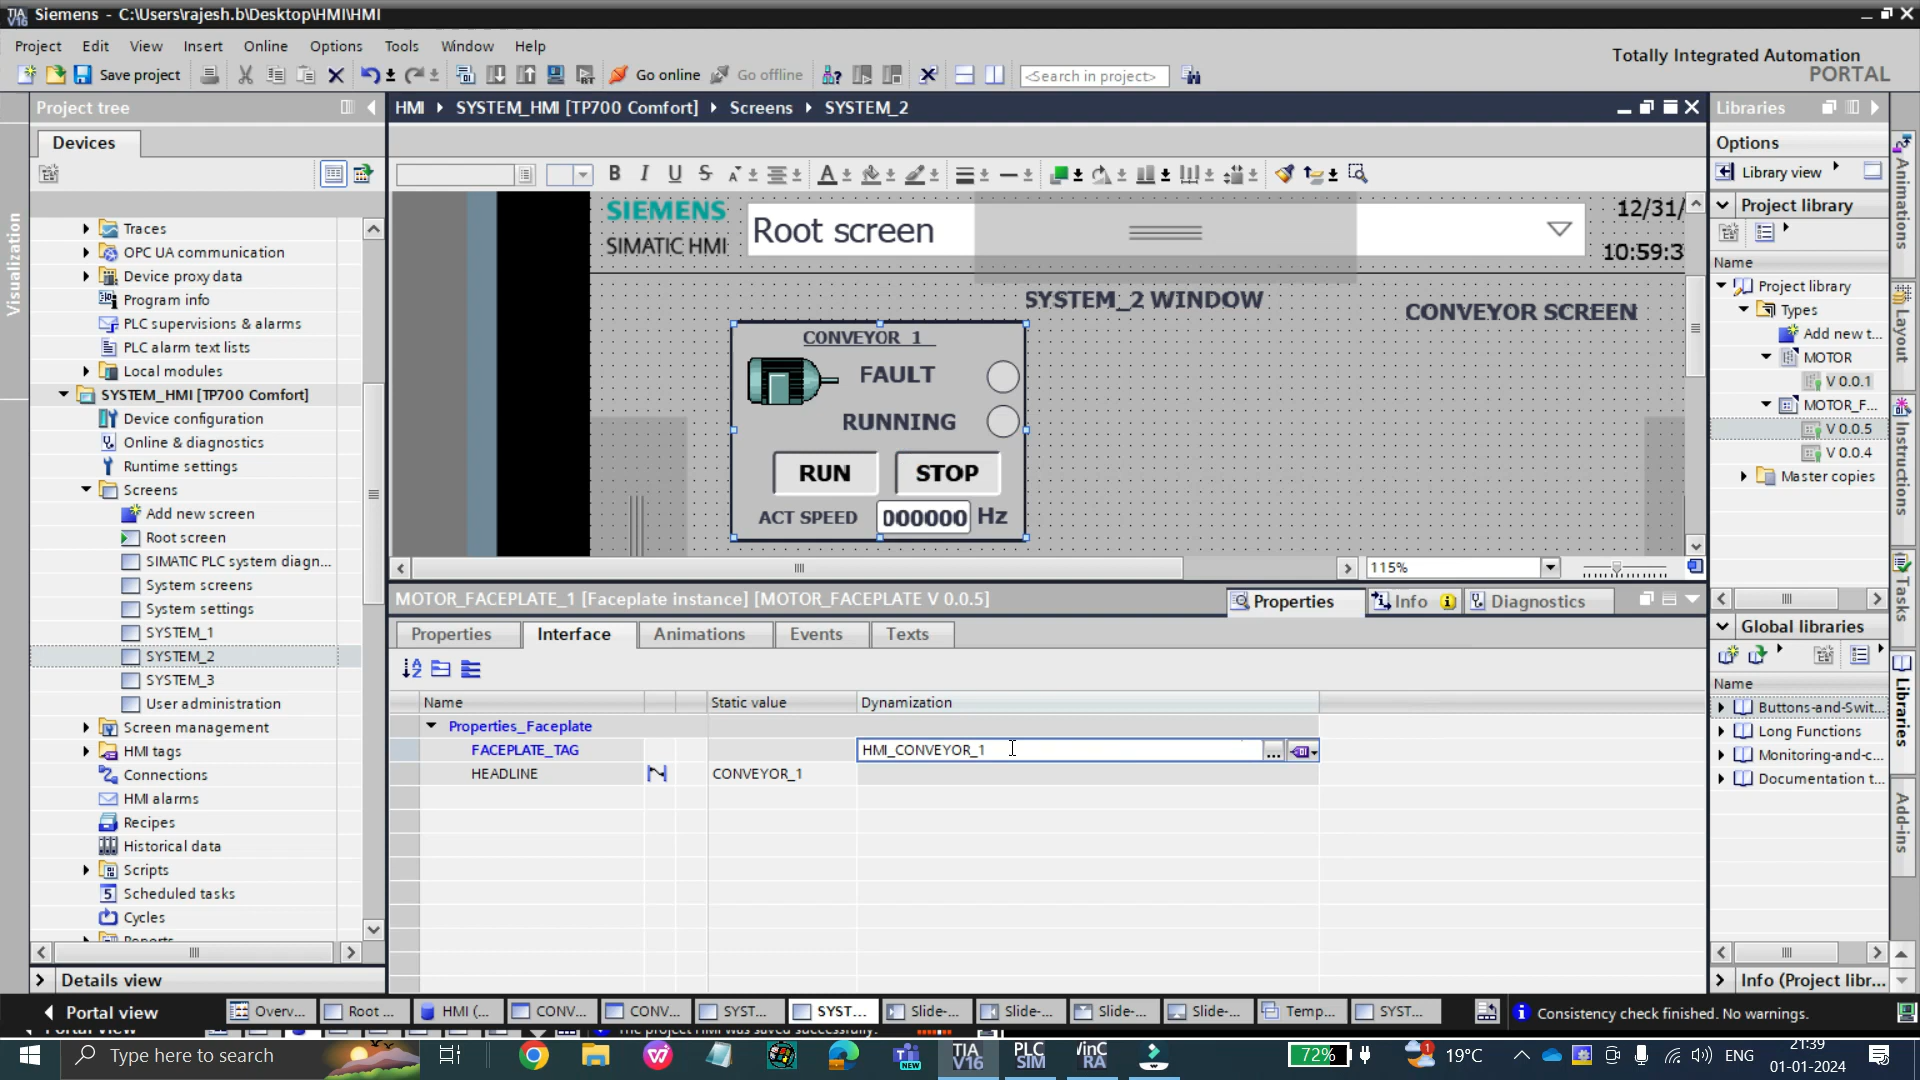 Siemens - C:\Users\rajesh.b\Desktop\HMI\HMI
Project Edit View Insert Online Options Tools Window Help
Save project
Go online
Go offline
<Search in project>
Totally Integrated Automation
PORTAL
Project tree
HMI SYSTEM_HMI [TP700 Comfort] Screens SYSTEM_2
Libraries
Devices
Visualization
Traces
OPC UA communication
Device proxy data
Program info
PLC supervisions & alarms
PLC alarm text lists
Local modules
SYSTEM_HMI [TP700 Comfort]
Device configuration
Online & diagnostics
Runtime settings
Screens
Add new screen
Root screen
SIMATIC PLC system diagn...
System screens
System settings
SYSTEM_1
SYSTEM_2
SYSTEM_3
User administration
Screen management
HMI tags
Connections
HMI alarms
Recipes
Historical data
Scripts
Scheduled tasks
Cycles
Reports
Details view
B I U S A
SIEMENS
SIMATIC HMI
Root screen
12/31/
10:59:3
SYSTEM_2 WINDOW
CONVEYOR SCREEN
CONVEYOR_1
FAULT
RUNNING
RUN STOP
ACT SPEED 000000 Hz
115%
MOTOR_FACEPLATE_1 [Faceplate instance] [MOTOR_FACEPLATE V 0.0.5]
Properties Info Diagnostics
Properties Interface Animations Events Texts
Name Static value Dynamization
Properties_Faceplate
FACEPLATE_TAG HMI_CONVEYOR_1
HEADLINE CONVEYOR_1
Options
Library view
Project library
Name
Project library
Types
Add new t...
MOTOR
V 0.0.1
MOTOR_F...
V 0.0.5
V 0.0.4
Master copies
Global libraries
Name
Buttons-and-Swit...
Long Functions
Monitoring-and-c...
Documentation t...
Info (Project libr...
Animations
Layout
Instructions
Tasks
Libraries
Add-ins
Portal view
Overv...
Root ...
HMI (...
CONV...
CONV...
SYST...
SYST...
Slide-...
Slide-...
Slide-...
Slide-...
Temp...
SYST...
Consistency check finished. No warnings.
Portal view
The project HMI was saved successfully.
Type here to search
NEW
TIA V16
PLC SIM
WinC RA
72%
19°C
ENG
21:39
01-01-2024